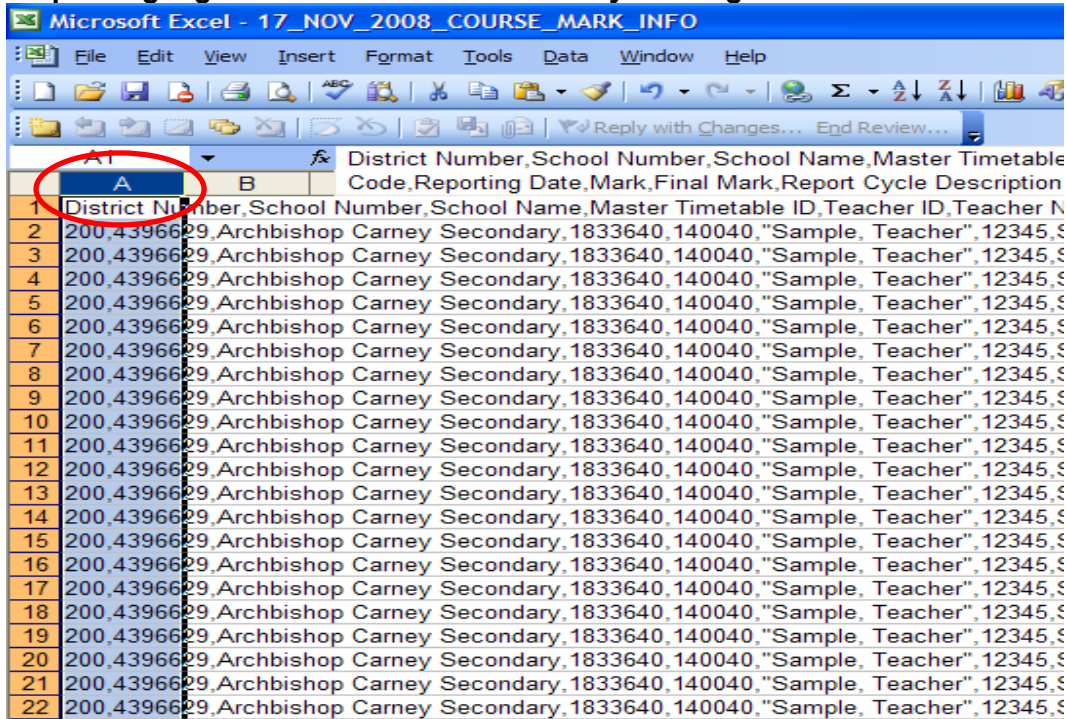 Microsoft Excel - 17_NOV_2008_COURSE_MARK_INFO
File Edit View Insert Format Tools Data Window Help
Reply with Changes... End Review...
A1 fx District Number,School Number,School Name,Master Timetable
Code,Reporting Date,Mark,Final Mark,Report Cycle Description
A B
1 District Number,School Number,School Name,Master Timetable ID,Teacher ID,Teacher N
2 200,4396629,Archbishop Carney Secondary,1833640,140040,"Sample, Teacher",12345,S
3 200,4396629,Archbishop Carney Secondary,1833640,140040,"Sample, Teacher",12345,S
4 200,4396629,Archbishop Carney Secondary,1833640,140040,"Sample, Teacher",12345,S
5 200,4396629,Archbishop Carney Secondary,1833640,140040,"Sample, Teacher",12345,S
6 200,4396629,Archbishop Carney Secondary,1833640,140040,"Sample, Teacher",12345,S
7 200,4396629,Archbishop Carney Secondary,1833640,140040,"Sample, Teacher",12345,S
8 200,4396629,Archbishop Carney Secondary,1833640,140040,"Sample, Teacher",12345,S
9 200,4396629,Archbishop Carney Secondary,1833640,140040,"Sample, Teacher",12345,S
10 200,4396629,Archbishop Carney Secondary,1833640,140040,"Sample, Teacher",12345,S
11 200,4396629,Archbishop Carney Secondary,1833640,140040,"Sample, Teacher",12345,S
12 200,4396629,Archbishop Carney Secondary,1833640,140040,"Sample, Teacher",12345,S
13 200,4396629,Archbishop Carney Secondary,1833640,140040,"Sample, Teacher",12345,S
14 200,4396629,Archbishop Carney Secondary,1833640,140040,"Sample, Teacher",12345,S
15 200,4396629,Archbishop Carney Secondary,1833640,140040,"Sample, Teacher",12345,S
16 200,4396629,Archbishop Carney Secondary,1833640,140040,"Sample, Teacher",12345,S
17 200,4396629,Archbishop Carney Secondary,1833640,140040,"Sample, Teacher",12345,S
18 200,4396629,Archbishop Carney Secondary,1833640,140040,"Sample, Teacher",12345,S
19 200,4396629,Archbishop Carney Secondary,1833640,140040,"Sample, Teacher",12345,S
20 200,4396629,Archbishop Carney Secondary,1833640,140040,"Sample, Teacher",12345,S
21 200,4396629,Archbishop Carney Secondary,1833640,140040,"Sample, Teacher",12345,S
22 200,4396629,Archbishop Carney Secondary,1833640,140040,"Sample, Teacher",12345,S